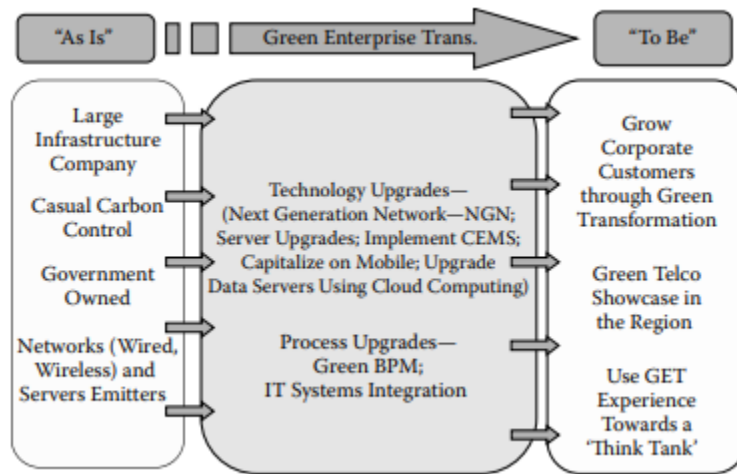 "As Is"
Green Enterprise Trans.
"To Be"
Large
Infrastructure
Company
Casual Carbon
Control
Government
Owned
Networks (Wired,
Wireless) and
Servers Emitters
Technology Upgrades—
(Next Generation Network—NGN;
Server Upgrades; Implement CEMS;
Capitalize on Mobile; Upgrade
Data Servers Using Cloud Computing)
Process Upgrades—
Green BPM;
IT Systems Integration
Grow
Corporate
Customers
through Green
Transformation
Green Telco
Showcase in
the Region
Use GET
Experience
Towards a
'Think Tank'